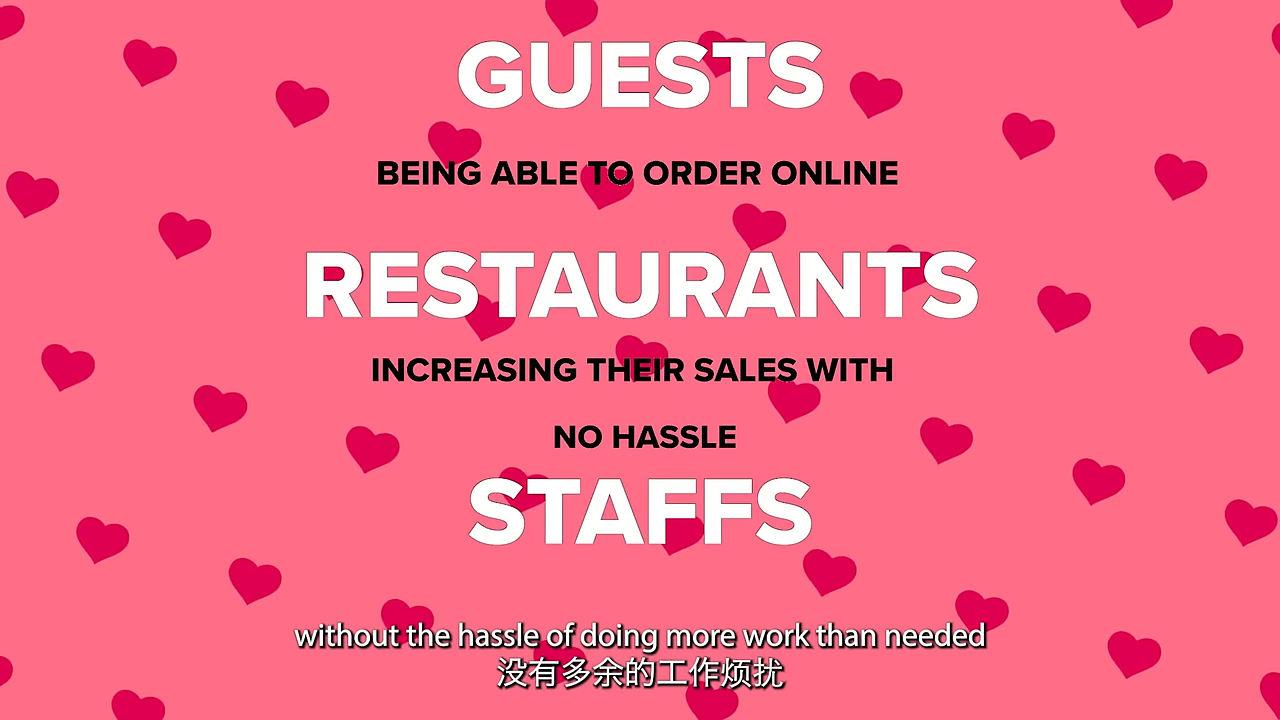 GUESTS
BEING ABLE TO ORDER ONLINE
RESTAURANTS
INCREASING THEIR SALES WITH
NO HASSLE
STAFFS
without the hassle of doing more work than needed
没有多余的工作烦扰